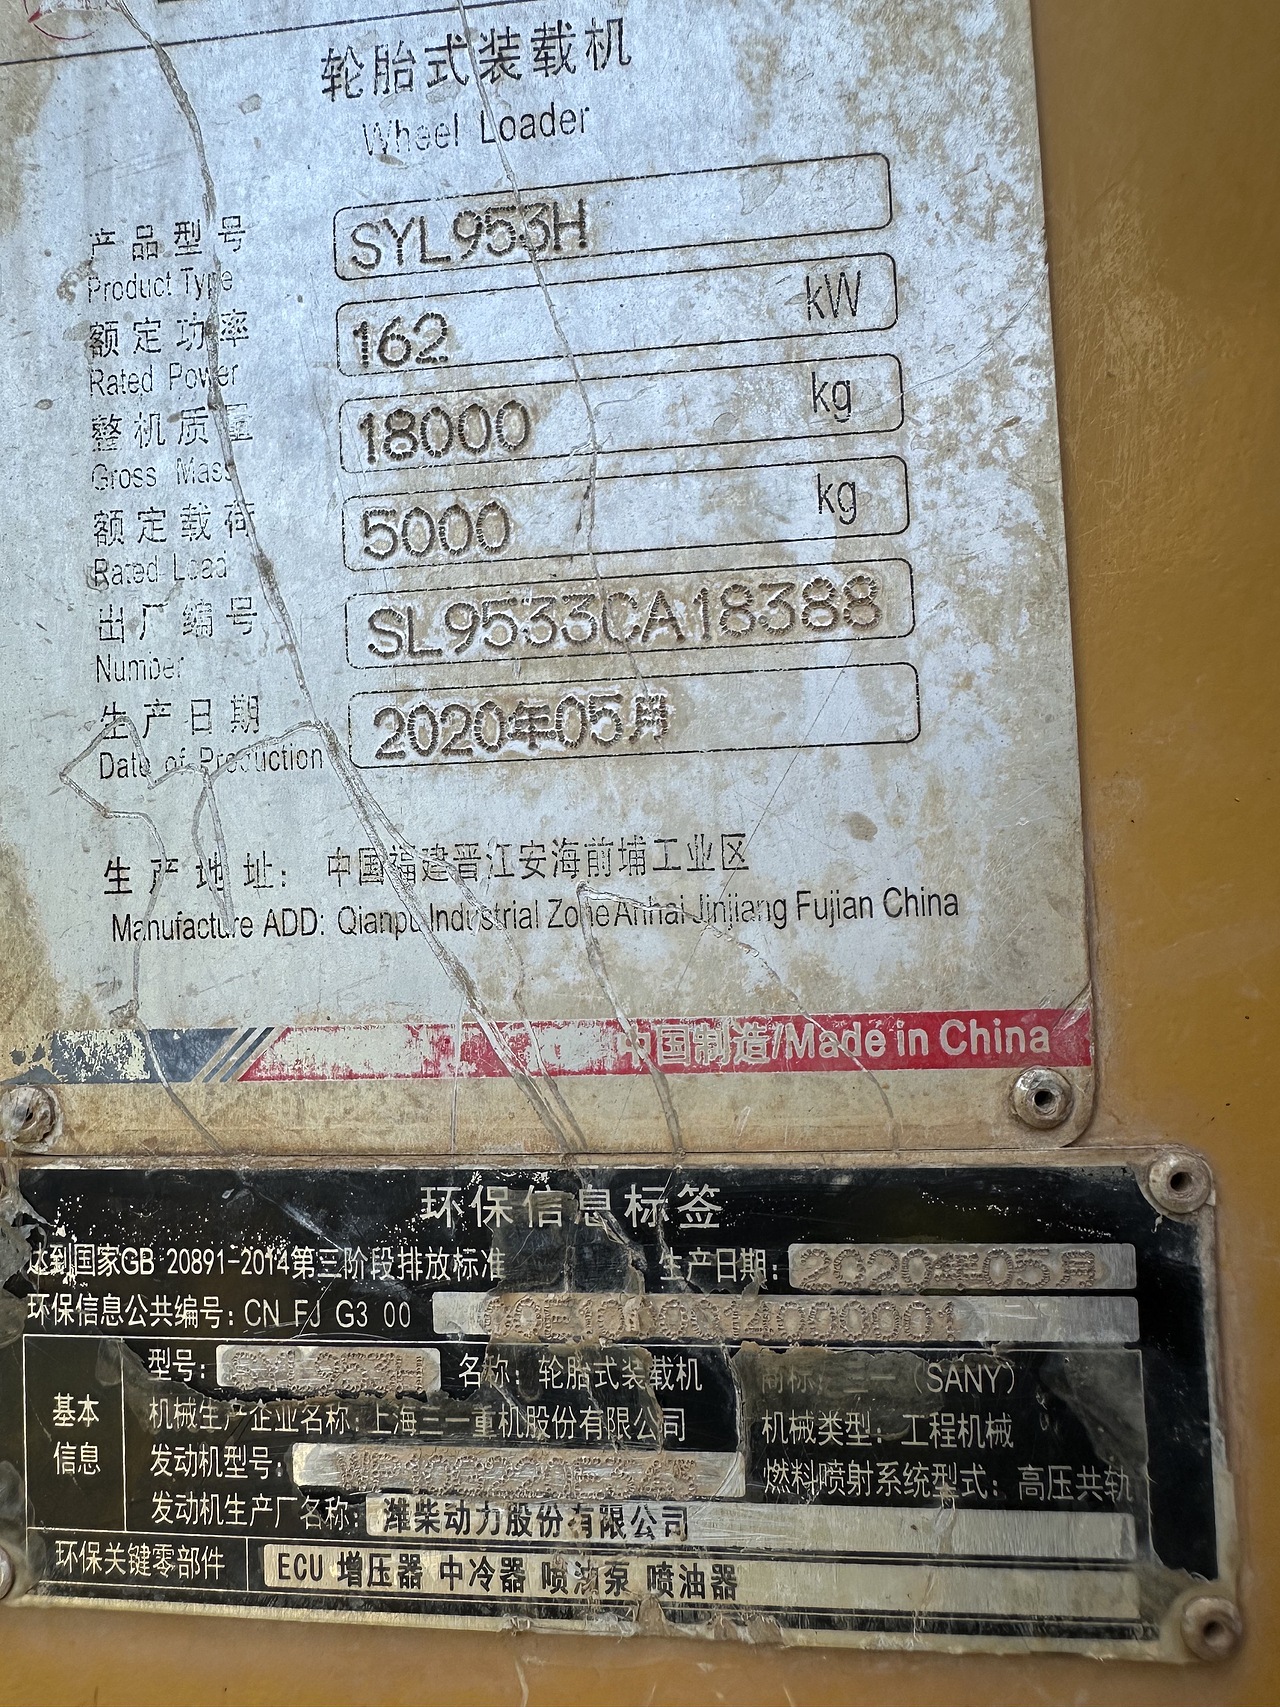 轮胎式装载机
Wheel Loader
产品型号 SYL953H
Product Type
额定功率 162 kW
Rated Power
整机质量 18000 kg
Gross Mass
额定载荷 5000 kg
Rated Load
出厂编号 SL9533CA18388
Number
生产日期 2020年05月
Date of Production
生产地址: 中国福建晋江安海前埔工业区
Manufacture ADD: Qianpu Industrial Zone Anhai Jinjiang Fujian China
中国制造/Made in China
环保信息标签
达到国家GB 20891-2014第三阶段排放标准 生产日期: 2020年05月
环保信息公共编号: CN FJ G3 00
基本信息
型号: SYL953H 名称: 轮胎式装载机 商标: 三一 (SANY)
机械生产企业名称: 上海三一重机股份有限公司 机械类型: 工程机械
发动机型号: 燃料喷射系统型式: 高压共轨
发动机生产厂名称: 潍柴动力股份有限公司
环保关键零部件 ECU 增压器 中冷器 喷油泵 喷油器